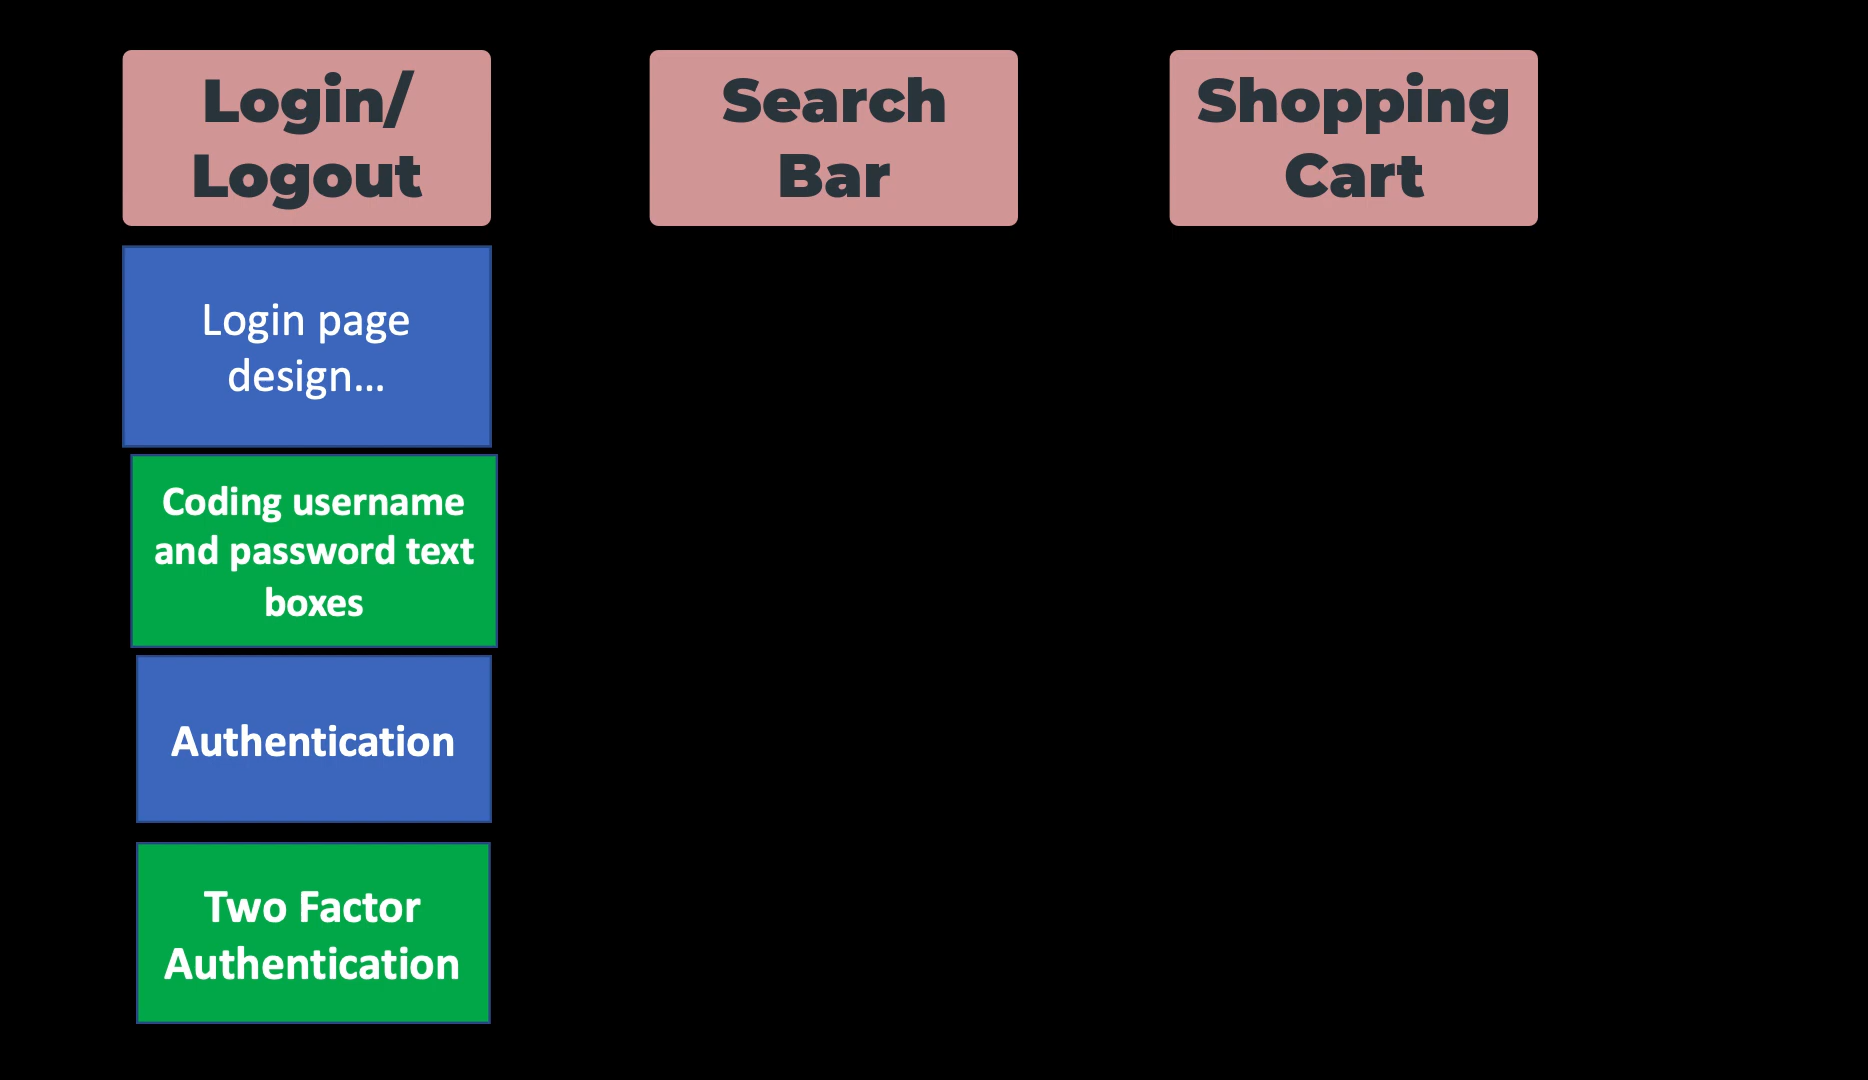 Login/
Logout
Search
Bar
Shopping
Cart
Login page
design...
Coding username
and password text
boxes
Authentication
Two Factor
Authentication